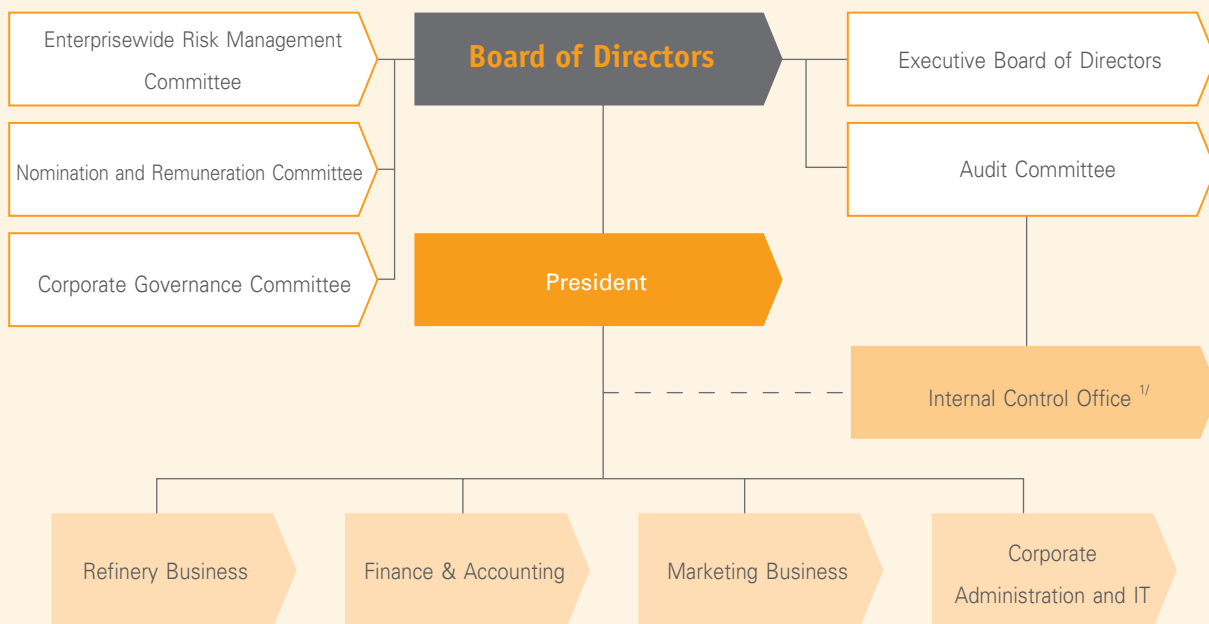 Enterprisewide Risk Management
Committee
Board of Directors
Executive Board of Directors
Nomination and Remuneration Committee
Audit Committee
Corporate Governance Committee
President
Internal Control Office 1/
Refinery Business
Finance & Accounting
Marketing Business
Corporate
Administration and IT